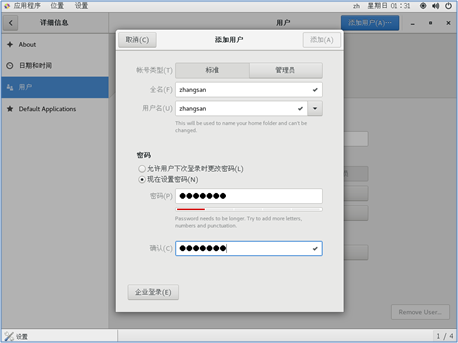 应用程序 位置 设置 zh 星期日 01 : 31
详细信息 用户 添加用户(A)…
About
日期和时间
用户
Default Applications
取消(C) 添加用户 添加(A)
帐号类型(T) 标准 管理员
全名(F) zhangsan
用户名(U) zhangsan
This will be used to name your home folder and can't be
changed.
密码
允许用户下次登录时更改密码(L)
现在设置密码(N)
密码(P) ●●●●●●●
Password needs to be longer. Try to add more letters,
numbers and punctuation.
确认(C) ●●●●●●●
企业登录(E)
Remove User...
设置 1 / 4